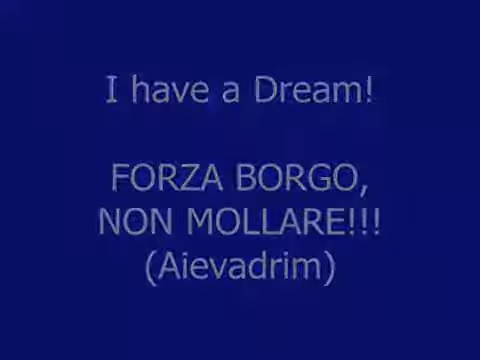 I have a Dream!
FORZA BORGO,
NON MOLLARE!!!
(Aievadrim)